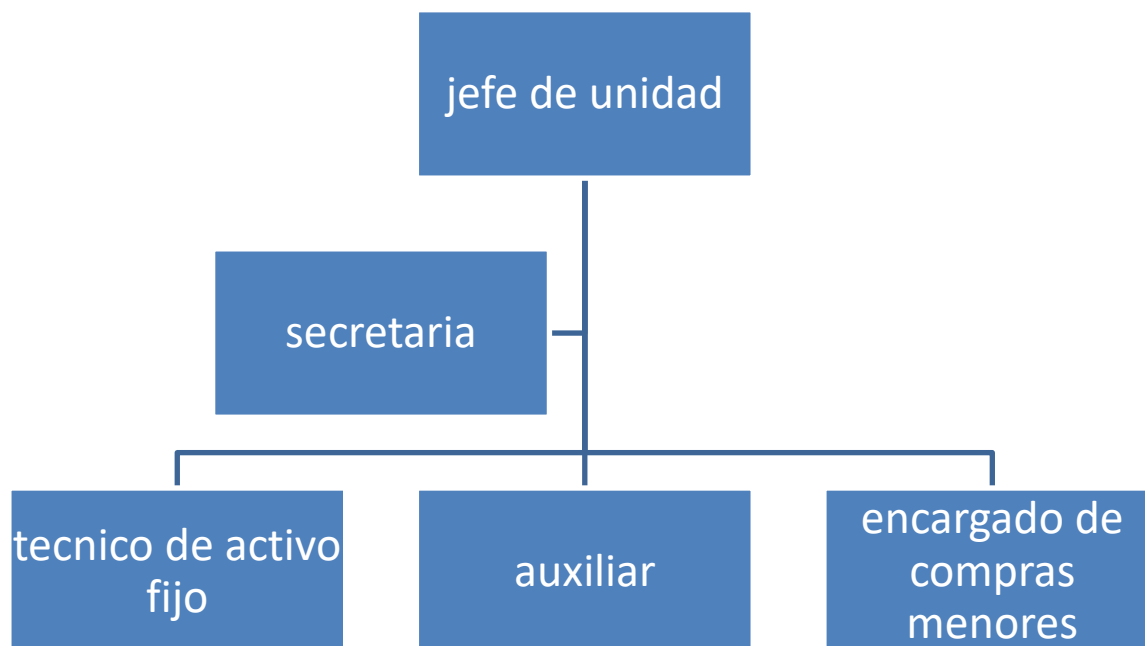 jefe de unidad
secretaria
tecnico de activo
fijo
auxiliar
encargado de
compras
menores